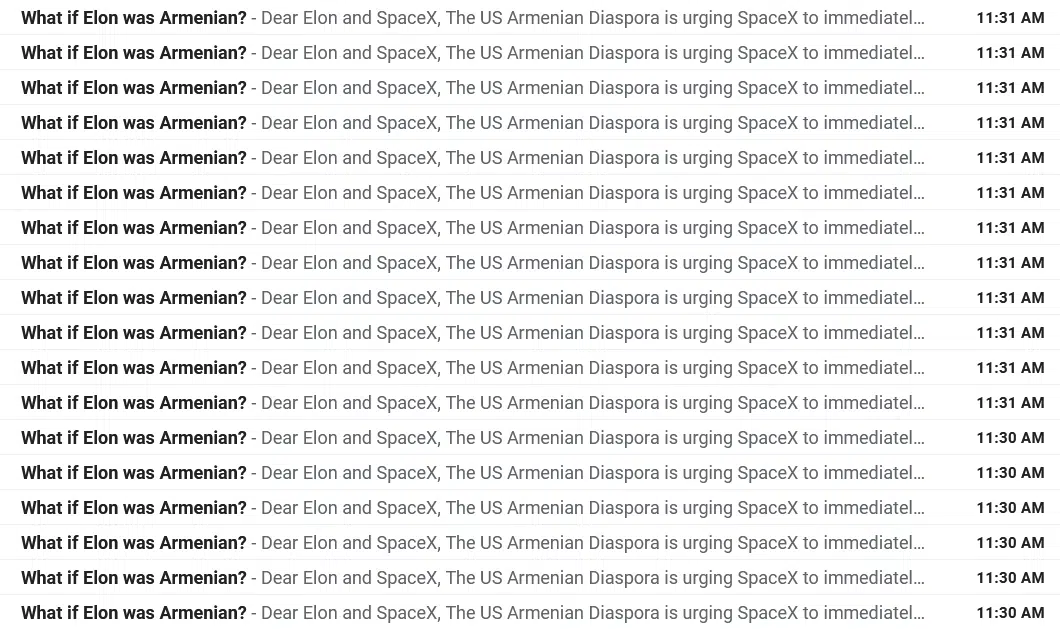 What if Elon was Armenian? - Dear Elon and SpaceX, The US Armenian Diaspora is urging SpaceX to immediatel… 11:31 AM
What if Elon was Armenian? - Dear Elon and SpaceX, The US Armenian Diaspora is urging SpaceX to immediatel… 11:31 AM
What if Elon was Armenian? - Dear Elon and SpaceX, The US Armenian Diaspora is urging SpaceX to immediatel… 11:31 AM
What if Elon was Armenian? - Dear Elon and SpaceX, The US Armenian Diaspora is urging SpaceX to immediatel… 11:31 AM
What if Elon was Armenian? - Dear Elon and SpaceX, The US Armenian Diaspora is urging SpaceX to immediatel… 11:31 AM
What if Elon was Armenian? - Dear Elon and SpaceX, The US Armenian Diaspora is urging SpaceX to immediatel… 11:31 AM
What if Elon was Armenian? - Dear Elon and SpaceX, The US Armenian Diaspora is urging SpaceX to immediatel… 11:31 AM
What if Elon was Armenian? - Dear Elon and SpaceX, The US Armenian Diaspora is urging SpaceX to immediatel… 11:31 AM
What if Elon was Armenian? - Dear Elon and SpaceX, The US Armenian Diaspora is urging SpaceX to immediatel… 11:31 AM
What if Elon was Armenian? - Dear Elon and SpaceX, The US Armenian Diaspora is urging SpaceX to immediatel… 11:31 AM
What if Elon was Armenian? - Dear Elon and SpaceX, The US Armenian Diaspora is urging SpaceX to immediatel… 11:31 AM
What if Elon was Armenian? - Dear Elon and SpaceX, The US Armenian Diaspora is urging SpaceX to immediatel… 11:31 AM
What if Elon was Armenian? - Dear Elon and SpaceX, The US Armenian Diaspora is urging SpaceX to immediatel… 11:30 AM
What if Elon was Armenian? - Dear Elon and SpaceX, The US Armenian Diaspora is urging SpaceX to immediatel… 11:30 AM
What if Elon was Armenian? - Dear Elon and SpaceX, The US Armenian Diaspora is urging SpaceX to immediatel… 11:30 AM
What if Elon was Armenian? - Dear Elon and SpaceX, The US Armenian Diaspora is urging SpaceX to immediatel… 11:30 AM
What if Elon was Armenian? - Dear Elon and SpaceX, The US Armenian Diaspora is urging SpaceX to immediatel… 11:30 AM
What if Elon was Armenian? - Dear Elon and SpaceX, The US Armenian Diaspora is urging SpaceX to immediatel… 11:30 AM